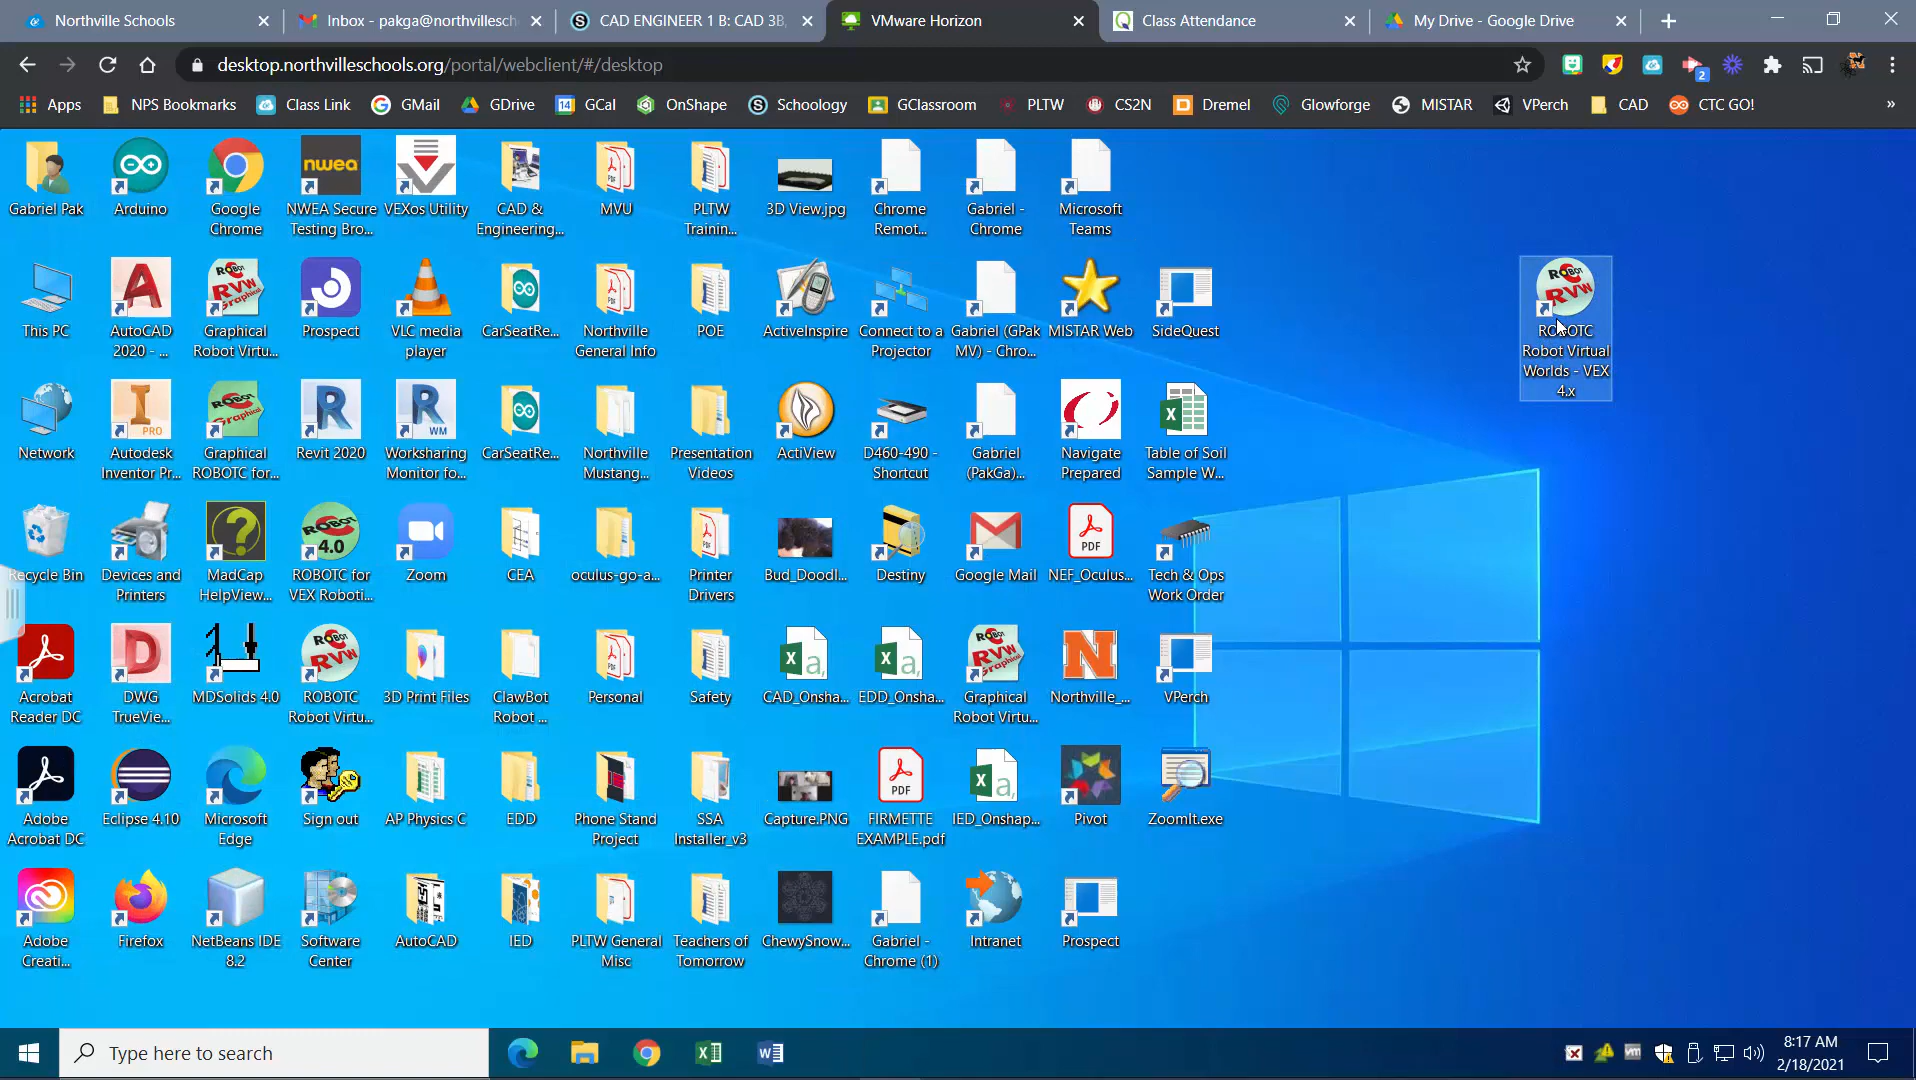 Northville Schools
Inbox - pakga@northvillesch
CAD ENGINEER 1 B: CAD 3B,
VMware Horizon
Class Attendance
My Drive - Google Drive
desktop.northvilleschools.org/portal/webclient/#/desktop
2
Apps
NPS Bookmarks
Class Link
GMail
GDrive
14
GCal
OnShape
Schoology
GClassroom
PLTW
CS2N
Dremel
Glowforge
MISTAR
VPerch
CAD
CTC GO!
»
Gabriel Pak
Arduino
Google
Chrome
nwea
NWEA Secure
Testing Bro...
VEXos Utility
CAD &
Engineering...
MVU
PLTW
Trainin...
3D View.jpg
Chrome
Remot...
Gabriel -
Chrome
Microsoft
Teams
This PC
AutoCAD
2020 - ...
Graphical
Robot Virtu...
Prospect
VLC media
player
CarSeatRe...
Northville
General Info
POE
ActivInspire
Connect to a
Projector
Gabriel (GPak
MV) - Chro...
MISTAR Web
SideQuest
ROBOTC
Robot Virtual
Worlds - VEX
4.x
Network
PRO
Autodesk
Inventor Pr...
Graphical
ROBOTC for...
Revit 2020
WM
Worksharing
Monitor fo...
CarSeatRe...
Northville
Mustang...
Presentation
Videos
ActiView
D460-490 -
Shortcut
Gabriel
(PakGa)...
Navigate
Prepared
Table of Soil
Sample W...
Recycle Bin
Devices and
Printers
MadCap
HelpView...
ROBOT
4.0
ROBOTC for
VEX Roboti...
Zoom
CEA
oculus-go-a...
Printer
Drivers
Bud_Doodl...
Destiny
Google Mail
PDF
NEF_Oculus...
Tech & Ops
Work Order
Acrobat
Reader DC
DWG
TrueVie...
MDSolids 4.0
ROBOTC
Robot Virtu...
3D Print Files
ClawBot
Robot ...
Personal
Safety
CAD_Onsha...
EDD_Onsha...
Graphical
Robot Virtu...
Northville_...
VPerch
Adobe
Acrobat DC
Eclipse 4.10
Microsoft
Edge
Sign out
AP Physics C
EDD
Phone Stand
Project
SSA
Installer_v3
Capture.PNG
PDF
FIRMETTE
EXAMPLE.pdf
IED_Onshap...
Pivot
ZoomIt.exe
Adobe
Creati...
Firefox
NetBeans IDE
8.2
Software
Center
AutoCAD
IED
PLTW General
Misc
Teachers of
Tomorrow
ChewySnow...
Gabriel -
Chrome (1)
Intranet
Prospect
Type here to search
8:17 AM
2/18/2021